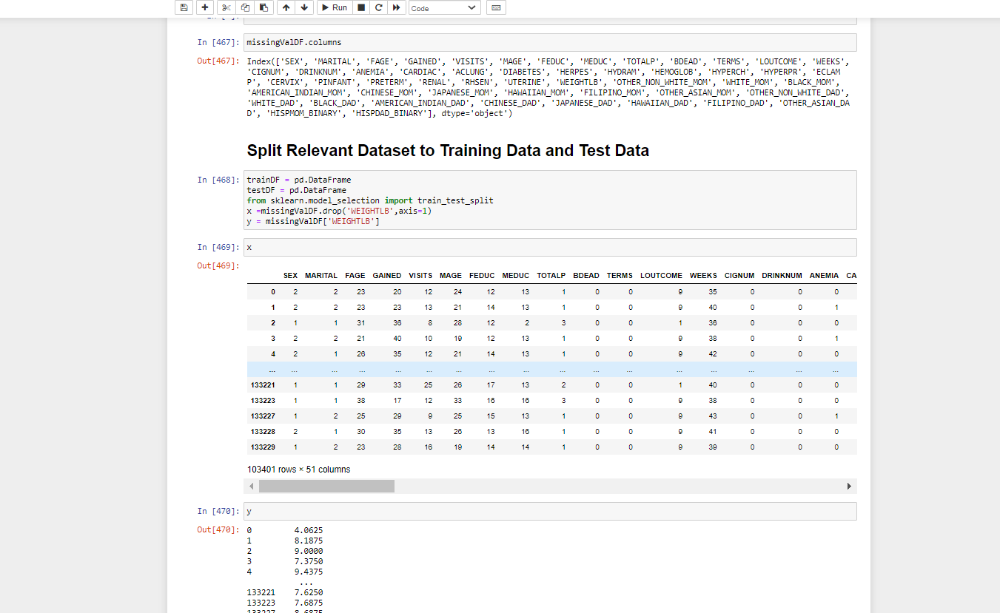 Run
Code
In [467]:
missingValDF.columns
Out[467]:
Index(['SEX', 'MARITAL', 'FAGE', 'GAINED', 'VISITS', 'MAGE', 'FEDUC', 'MEDUC', 'TOTALP', 'BDEAD', 'TERMS', 'LOUTCOME', 'WEEKS',
'CIGNUM', 'DRINKNUM', 'ANEMIA', 'CARDIAC', 'ACLUNG', 'DIABETES', 'HERPES', 'HYDRAM', 'HEMOGLOB', 'HYPERCH', 'HYPERPR', 'ECLAM
P', 'CERVIX', 'PINFANT', 'PRETERM', 'RENAL', 'RHSEN', 'UTERINE', 'WEIGHTLB', 'OTHER_NON_WHITE_MOM', 'WHITE_MOM', 'BLACK_MOM',
'AMERICAN_INDIAN_MOM', 'CHINESE_MOM', 'JAPANESE_MOM', 'HAWAIIAN_MOM', 'FILIPINO_MOM', 'OTHER_ASIAN_MOM', 'OTHER_NON_WHITE_DAD',
'WHITE_DAD', 'BLACK_DAD', 'AMERICAN_INDIAN_DAD', 'CHINESE_DAD', 'JAPANESE_DAD', 'HAWAIIAN_DAD', 'FILIPINO_DAD', 'OTHER_ASIAN_DA
D', 'HISPMOM_BINARY', 'HISPDAD_BINARY'], dtype='object')
Split Relevant Dataset to Training Data and Test Data
In [468]:
trainDF = pd.DataFrame
testDF = pd.DataFrame
from sklearn.model_selection import train_test_split
x =missingValDF.drop('WEIGHTLB',axis=1)
y = missingValDF['WEIGHTLB']
In [469]:
x
Out[469]:
SEX MARITAL FAGE GAINED VISITS MAGE FEDUC MEDUC TOTALP BDEAD TERMS LOUTCOME WEEKS CIGNUM DRINKNUM ANEMIA CA
0 2 2 23 20 12 24 12 13 1 0 0 9 35 0 0 0
1 2 2 23 23 13 21 14 13 1 0 0 9 40 0 0 1
2 1 1 31 36 8 28 12 2 3 0 0 1 36 0 0 0
3 2 2 21 40 10 19 12 13 1 0 0 9 38 0 0 1
4 2 1 26 35 12 21 14 13 1 0 0 9 42 0 0 0
... ... ... ... ... ... ... ... ... ... ... ... ... ... ... ... ...
133221 1 1 29 33 25 26 17 13 2 0 0 1 40 0 0 0
133223 1 1 38 17 12 33 16 16 3 0 0 9 38 0 0 0
133227 1 2 25 29 9 25 15 13 1 0 0 9 43 0 0 1
133228 2 1 30 35 13 26 13 16 1 0 0 9 41 0 0 0
133229 1 2 23 28 16 19 14 14 1 0 0 9 39 0 0 0
103401 rows × 51 columns
In [470]:
y
Out[470]:
0 4.0625
1 8.1875
2 9.0000
3 7.3750
4 9.4375
...
133221 7.6250
133223 7.6875
133227 8.6875